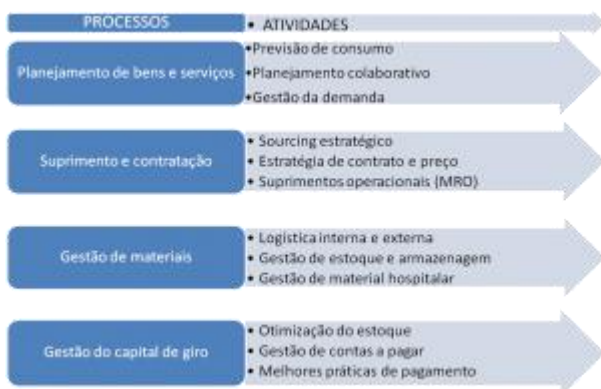 PROCESSOS
• ATIVIDADES
Planejamento de bens e serviços
•Previsão de consumo
•Planejamento colaborativo
•Gestão da demanda
Suprimento e contratação
• Sourcing estratégico
• Estratégia de contrato e preço
• Suprimentos operacionais (MRO)
Gestão de materiais
• Logística interna e externa
• Gestão de estoque e armazenagem
• Gestão de material hospitalar
Gestão do capital de giro
• Otimização do estoque
• Gestão de contas a pagar
• Melhores práticas de pagamento